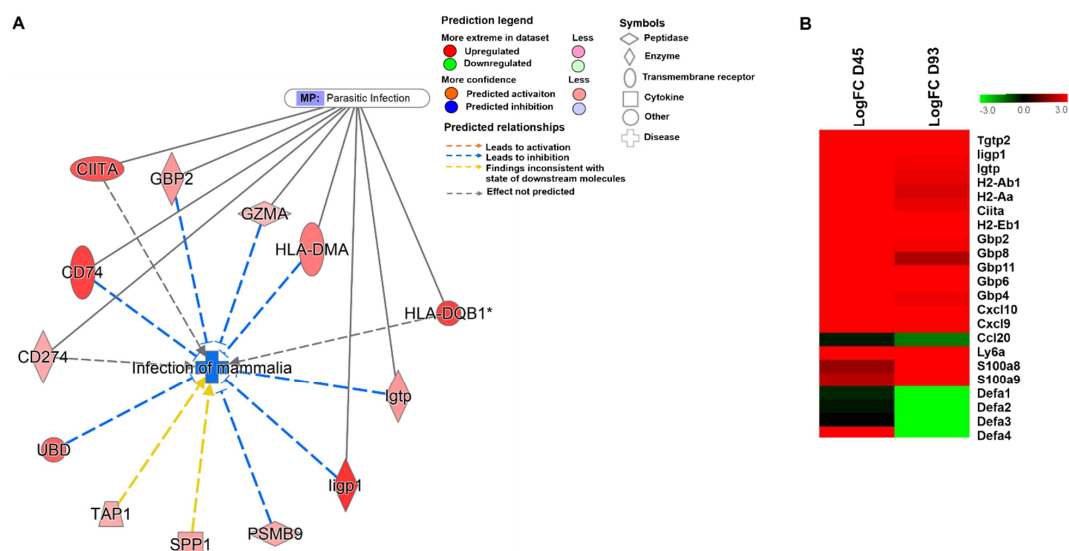 A
Prediction legend
More extreme in dataset
Less
Upregulated
Downregulated
More confidence
Less
Predicted activaiton
Predicted inhibition
Predicted relationships
Leads to activation
Leads to inhibition
Findings inconsistent with
state of downstream molecules
Effect not predicted
Symbols
Peptidase
Enzyme
Transmembrane receptor
Cytokine
Other
Disease
MP: Parasitic Infection
CIITA
GBP2
GZMA
HLA-DMA
CD74
HLA-DQB1*
CD274
Infection of mammalia
Igtp
UBD
Iigp1
TAP1
SPP1
PSMB9
B
LogFC D45
LogFC D93
-3.0 0.0 3.0
Tgtp2
Iigp1
Igtp
H2-Ab1
H2-Aa
Ciita
H2-Eb1
Gbp2
Gbp8
Gbp11
Gbp6
Gbp4
Cxcl10
Cxcl9
Ccl20
Ly6a
S100a8
S100a9
Defa1
Defa2
Defa3
Defa4